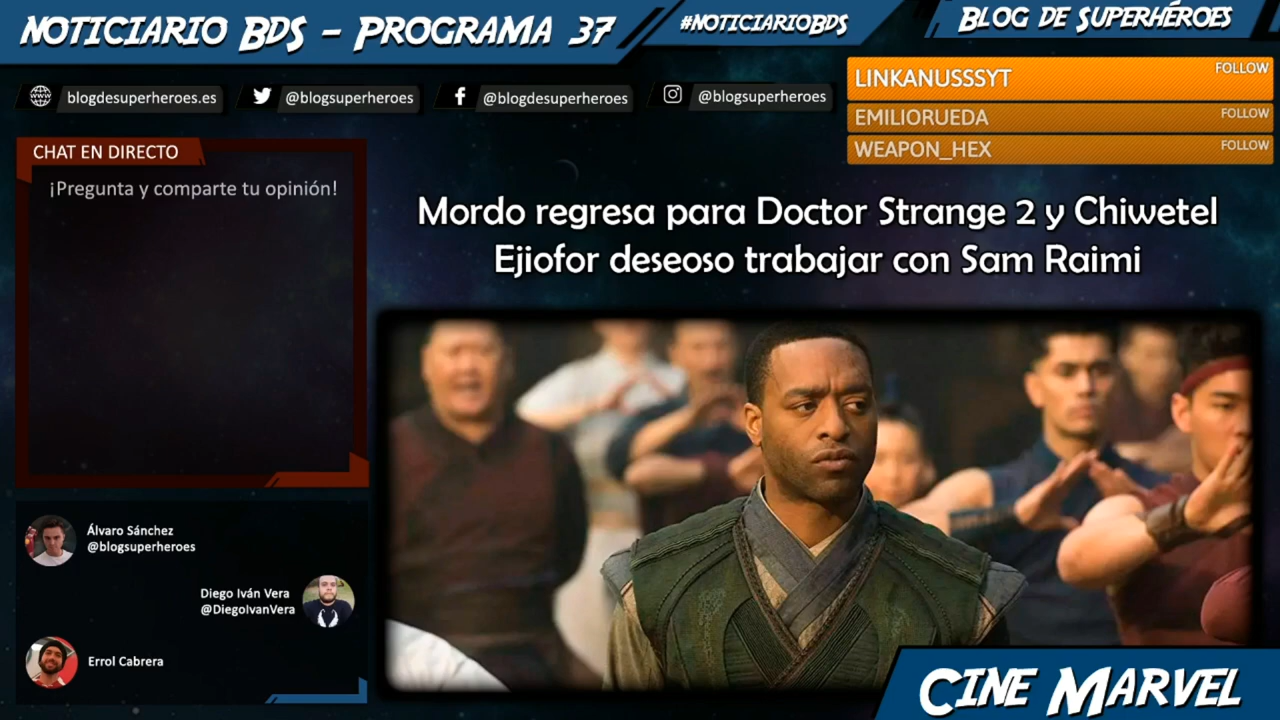 NOTICIARIO BDS - PROGRAMA 37
#NOTICIARIOBDS
BLOG DE SUPERHÉROES
www
blogdesuperheroes.es
@blogsuperheroes
@blogdesuperheroes
@blogsuperheroes
LINKANUSSSYT FOLLOW
EMILIORUEDA FOLLOW
WEAPON_HEX FOLLOW
CHAT EN DIRECTO
¡Pregunta y comparte tu opinión!
Mordo regresa para Doctor Strange 2 y Chiwetel
Ejiofor deseoso trabajar con Sam Raimi
Álvaro Sánchez
@blogsuperheroes
Diego Iván Vera
@DiegoIvanVera
Errol Cabrera
CINE MARVEL